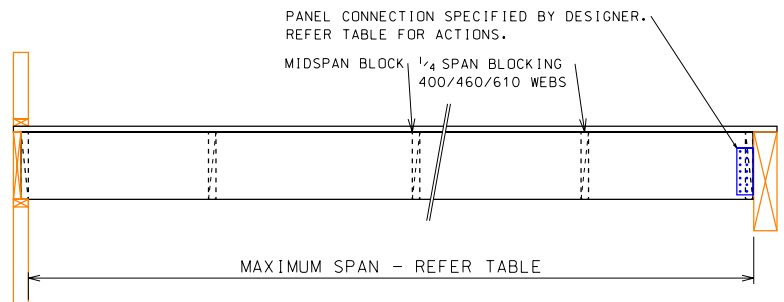 PANEL CONNECTION SPECIFIED BY DESIGNER.
REFER TABLE FOR ACTIONS.
MIDSPAN BLOCK 1/4 SPAN BLOCKING
400/460/610 WEBS
MAXIMUM SPAN - REFER TABLE